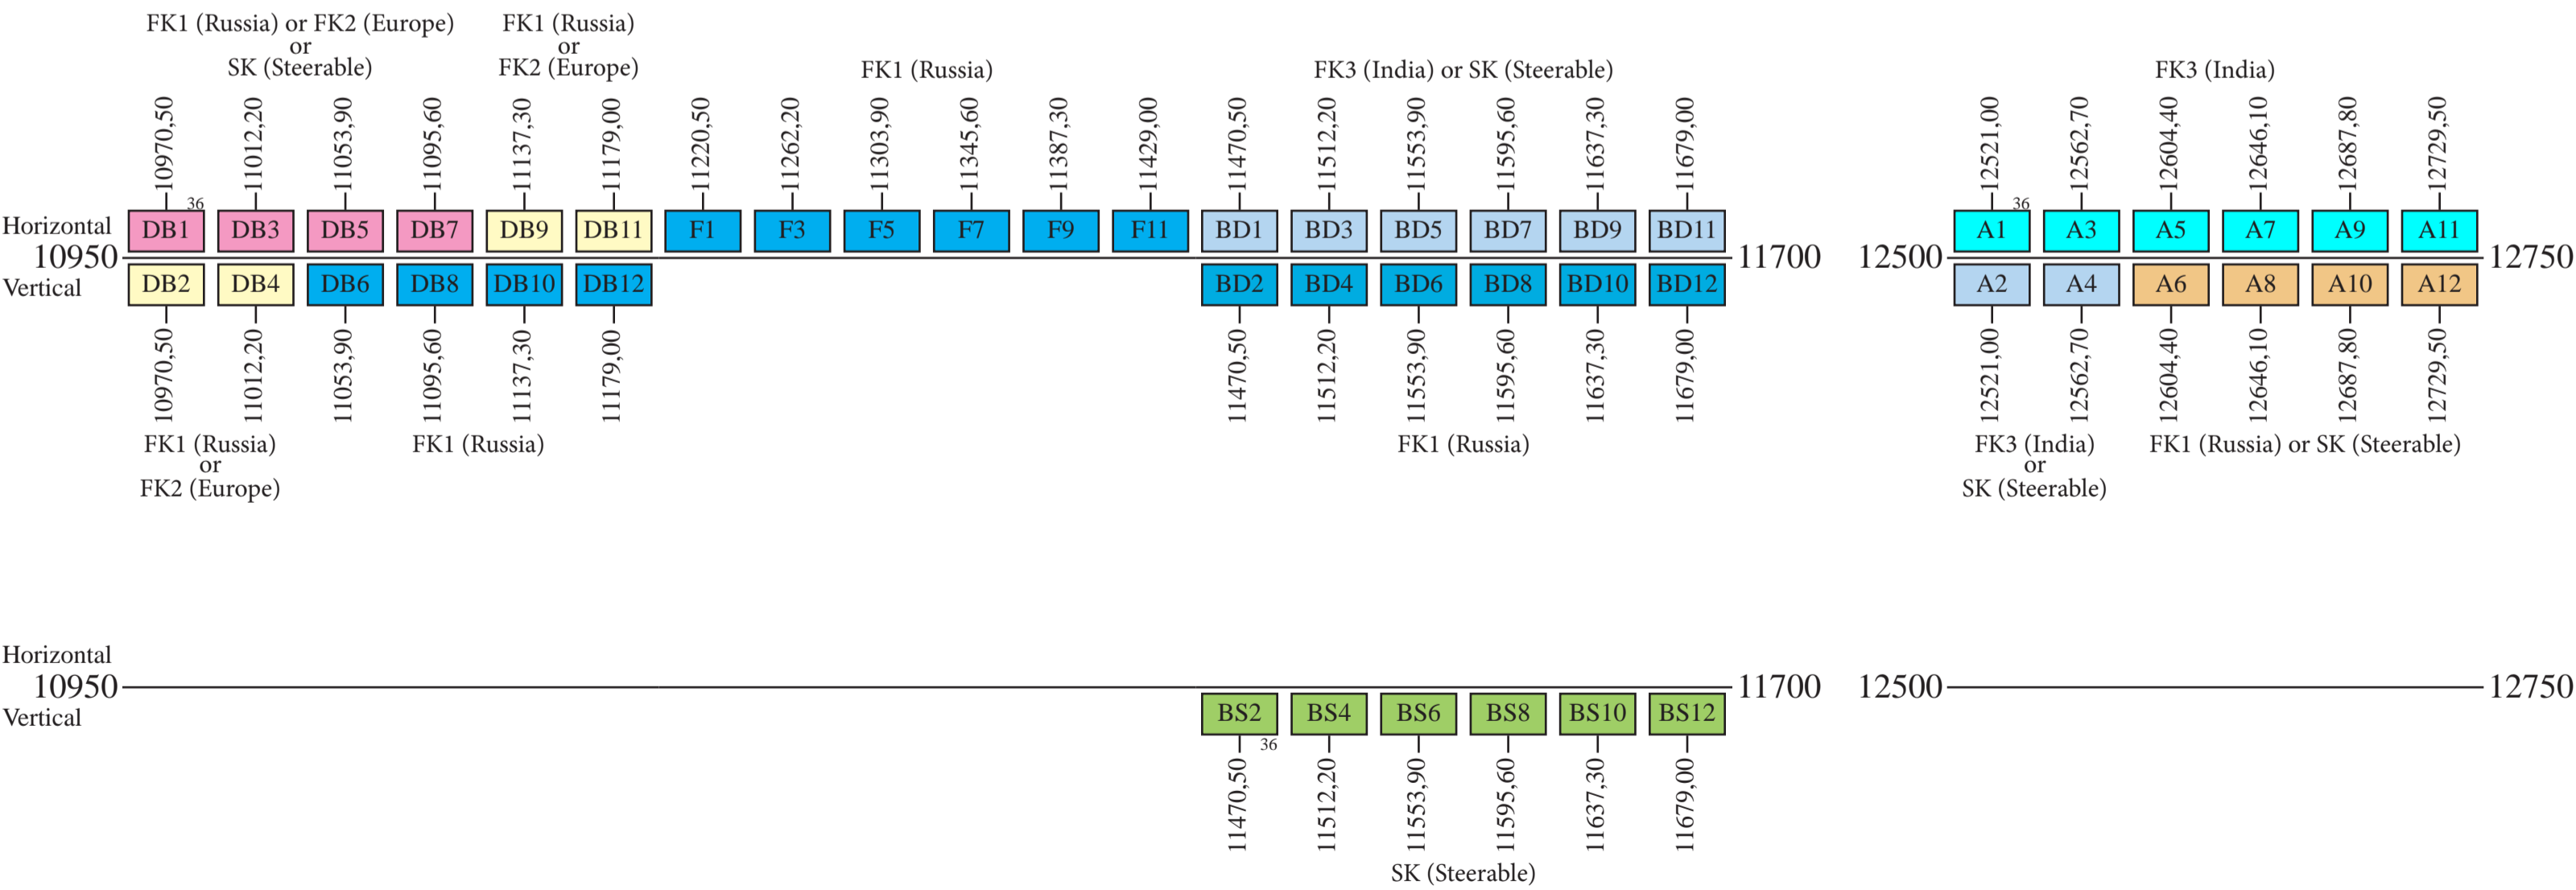 FK1 (Russia) or FK2 (Europe)
or
SK (Steerable)
FK1 (Russia)
or
FK2 (Europe)
FK1 (Russia)
FK3 (India) or SK (Steerable)
FK3 (India)
10970,50 11012,20 11053,90 11095,60 11137,30 11179,00 11220,50 11262,20 11303,90 11345,60 11387,30 11429,00 11470,50 11512,20 11553,90 11595,60 11637,30 11679,00 12521,00 12562,70 12604,40 12646,10 12687,80 12729,50
36 36
Horizontal DB1 DB3 DB5 DB7 DB9 DB11 F1 F3 F5 F7 F9 F11 BD1 BD3 BD5 BD7 BD9 BD11 A1 A3 A5 A7 A9 A11
10950 11700 12500 12750
Vertical DB2 DB4 DB6 DB8 DB10 DB12 BD2 BD4 BD6 BD8 BD10 BD12 A2 A4 A6 A8 A10 A12
10970,50 11012,20 11053,90 11095,60 11137,30 11179,00 11470,50 11512,20 11553,90 11595,60 11637,30 11679,00 12521,00 12562,70 12604,40 12646,10 12687,80 12729,50
FK1 (Russia)
or
FK2 (Europe)
FK1 (Russia)
FK1 (Russia)
FK3 (India)
or
SK (Steerable)
FK1 (Russia) or SK (Steerable)
Horizontal
10950 11700 12500 12750
Vertical BS2 BS4 BS6 BS8 BS10 BS12
36
11470,50 11512,20 11553,90 11595,60 11637,30 11679,00
SK (Steerable)